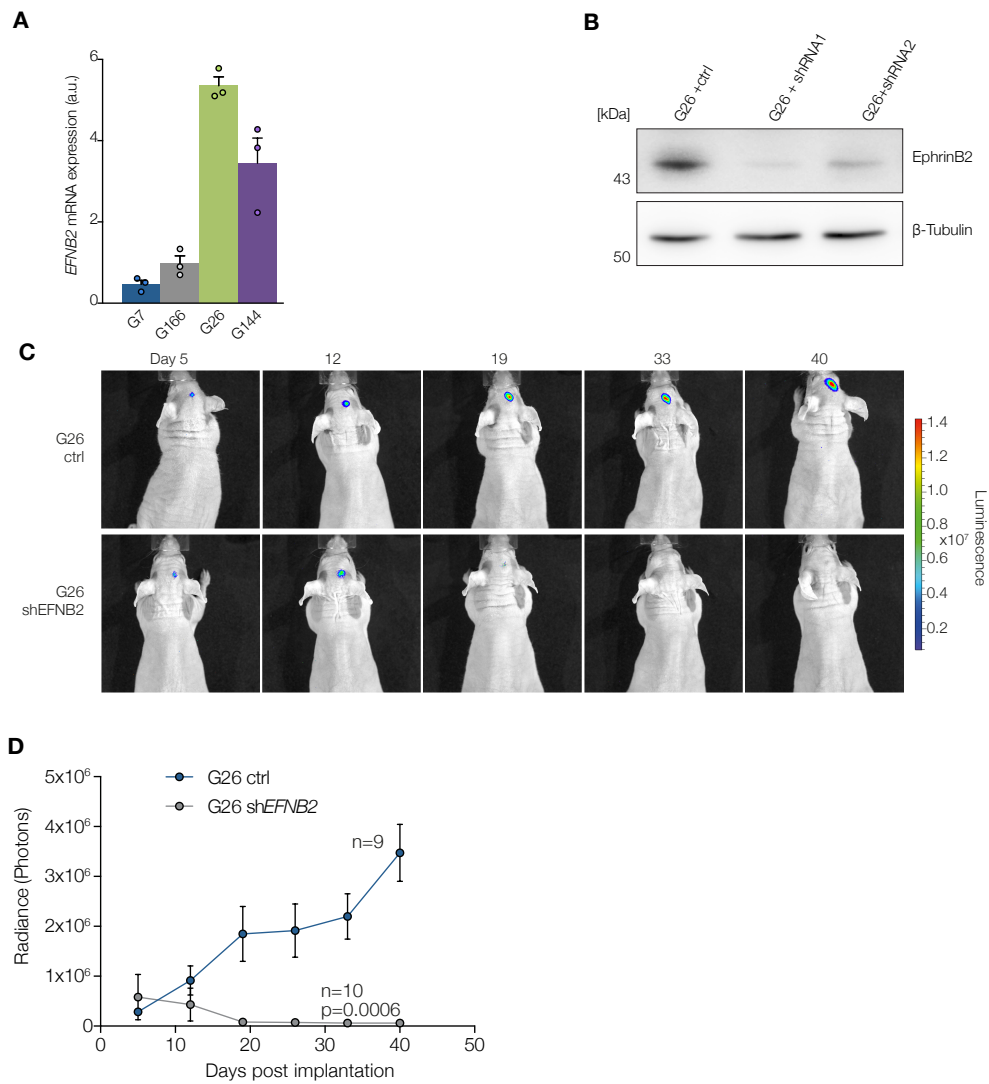 A
EFNB2 mRNA expression (a.u.)
6
4
2
0
G7
G166
G26
G144
B
[kDa]
G26 +ctrl
G26 + shRNA1
G26+shRNA2
EphrinB2
43
β-Tubulin
50
C
Day 5
12
19
33
40
G26
ctrl
G26
shEFNB2
1.4
1.2
1.0
0.8
x10⁷
0.6
0.4
0.2
Luminescence
D
G26 ctrl
G26 shEFNB2
Radiance (Photons)
5x10⁶
4x10⁶
3x10⁶
2x10⁶
1x10⁶
0
n=9
n=10
p=0.0006
0
10
20
30
40
50
Days post implantation